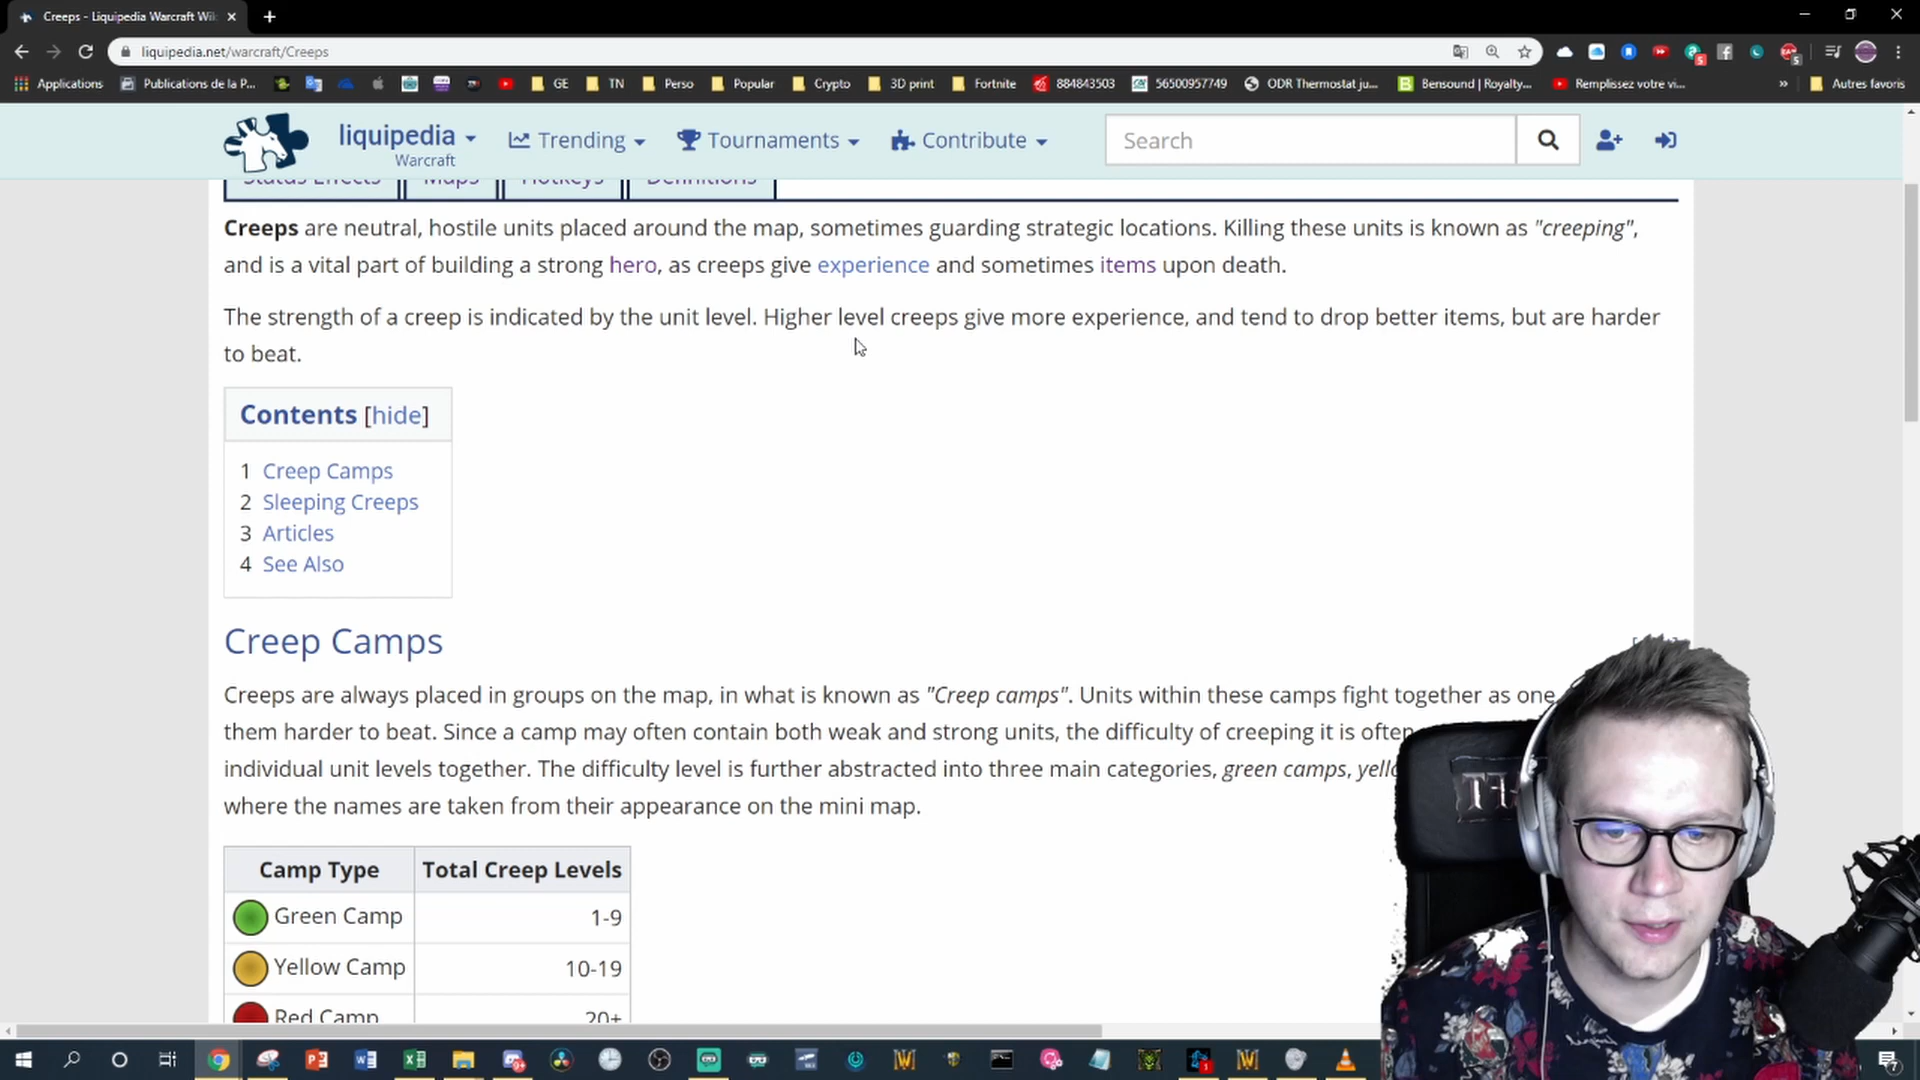 Creeps - Liquipedia Warcraft Wik
liquipedia.net/warcraft/Creeps
Applications Publications de la P... GE TN Perso Popular Crypto 3D print Fortnite 884843503 56500957749 ODR Thermostat ju... Bensound | Royalty... Remplissez votre vi... » Autres favoris
liquipedia Warcraft Trending Tournaments Contribute Search
Status Effects Maps Hotkeys Definitions
Creeps are neutral, hostile units placed around the map, sometimes guarding strategic locations. Killing these units is known as "creeping",
and is a vital part of building a strong hero, as creeps give experience and sometimes items upon death.
The strength of a creep is indicated by the unit level. Higher level creeps give more experience, and tend to drop better items, but are harder
to beat.
Contents [hide]
1 Creep Camps
2 Sleeping Creeps
3 Articles
4 See Also
Creep Camps
Creeps are always placed in groups on the map, in what is known as "Creep camps". Units within these camps fight together as one
them harder to beat. Since a camp may often contain both weak and strong units, the difficulty of creeping it is often
individual unit levels together. The difficulty level is further abstracted into three main categories, green camps, yello
where the names are taken from their appearance on the mini map.
Camp Type Total Creep Levels
Green Camp 1-9
Yellow Camp 10-19
Red Camp 20+